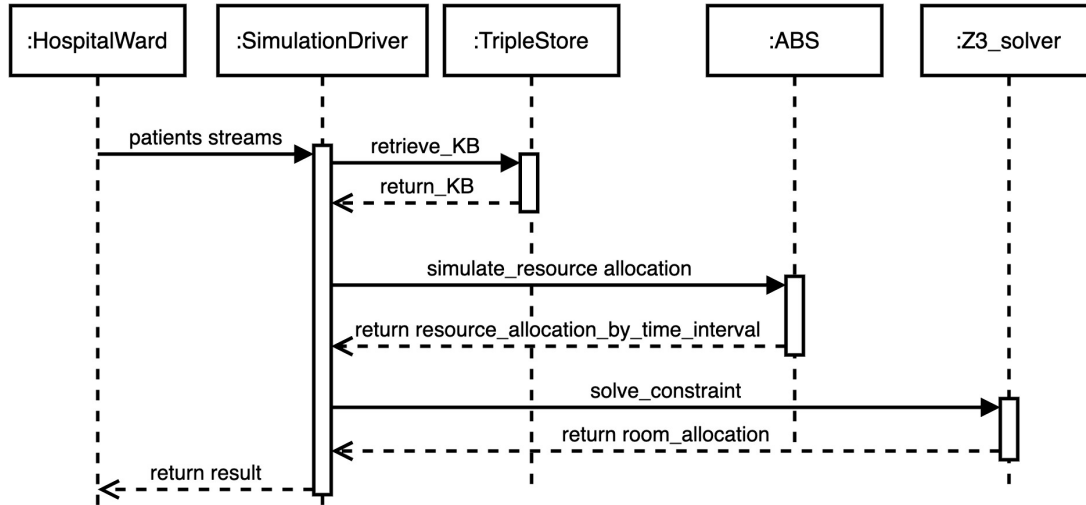 :HospitalWard
:SimulationDriver
:TripleStore
:ABS
:Z3_solver
patients streams
retrieve_KB
return_KB
simulate_resource allocation
return resource_allocation_by_time_interval
solve_constraint
return room_allocation
return result